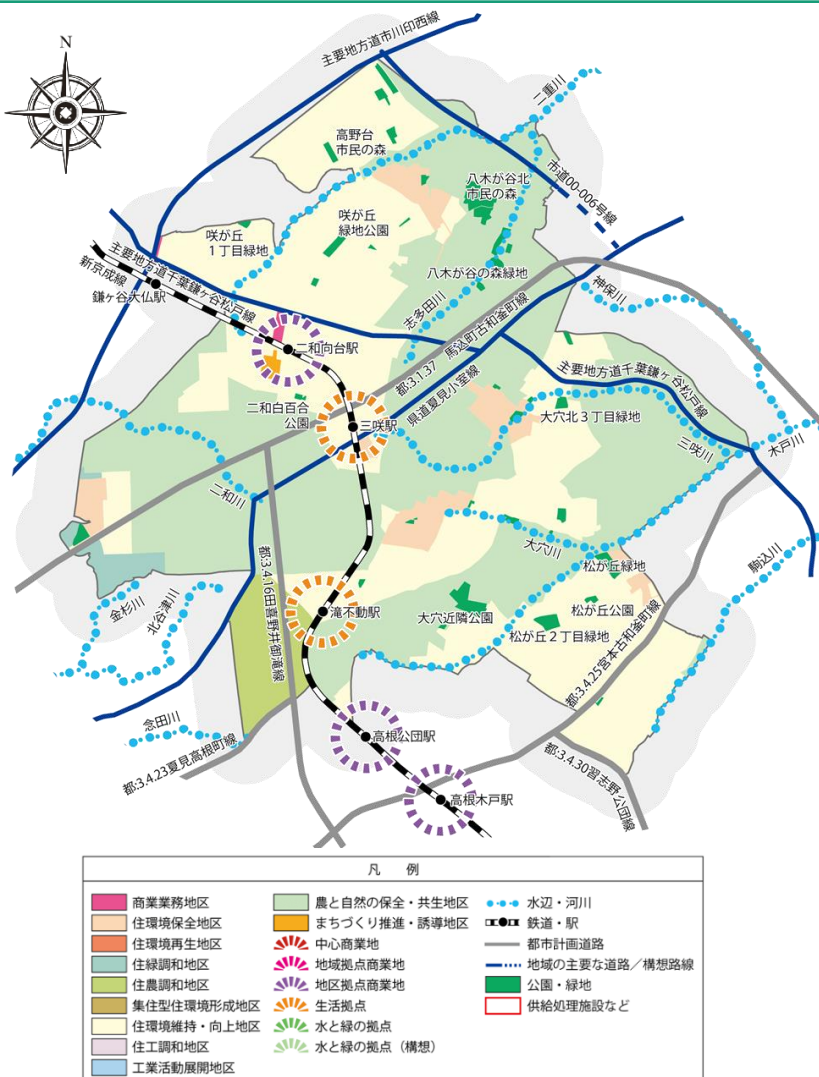 N
主要地方道市川印西線
二重川
高野台
市民の森
八木が谷北
市民の森
市道00-006号線
咲が丘
緑地公園
咲が丘
1丁目緑地
主要地方道千葉鎌ヶ谷松戸線
新京成線
鎌ヶ谷大仏駅
八木が谷の森緑地
神保川
志多田川
馬込町古和釜町線
都:3.1.37
県道夏見小室線
二和向台駅
主要地方道千葉鎌ヶ谷松戸線
二和白百合
公園
三咲駅
大穴北3丁目緑地
三咲川
木戸川
二和川
大穴川
松が丘緑地
駒込川
金杉川
北谷津川
都:3.4.16田喜野井御滝線
滝不動駅
大穴近隣公園
松が丘公園
松が丘2丁目緑地
都:3.4.25宮本古和釜町線
念田川
都:3.4.23夏見高根町線
高根公団駅
都:3.4.30習志野公団線
高根木戸駅
凡 例
商業業務地区
住環境保全地区
住環境再生地区
住緑調和地区
住農調和地区
集住型住環境形成地区
住環境維持・向上地区
住工調和地区
工業活動展開地区
農と自然の保全・共生地区
まちづくり推進・誘導地区
中心商業地
地域拠点商業地
地区拠点商業地
生活拠点
水と緑の拠点
水と緑の拠点（構想）
水辺・河川
鉄道・駅
都市計画道路
地域の主要な道路／構想路線
公園・緑地
供給処理施設など